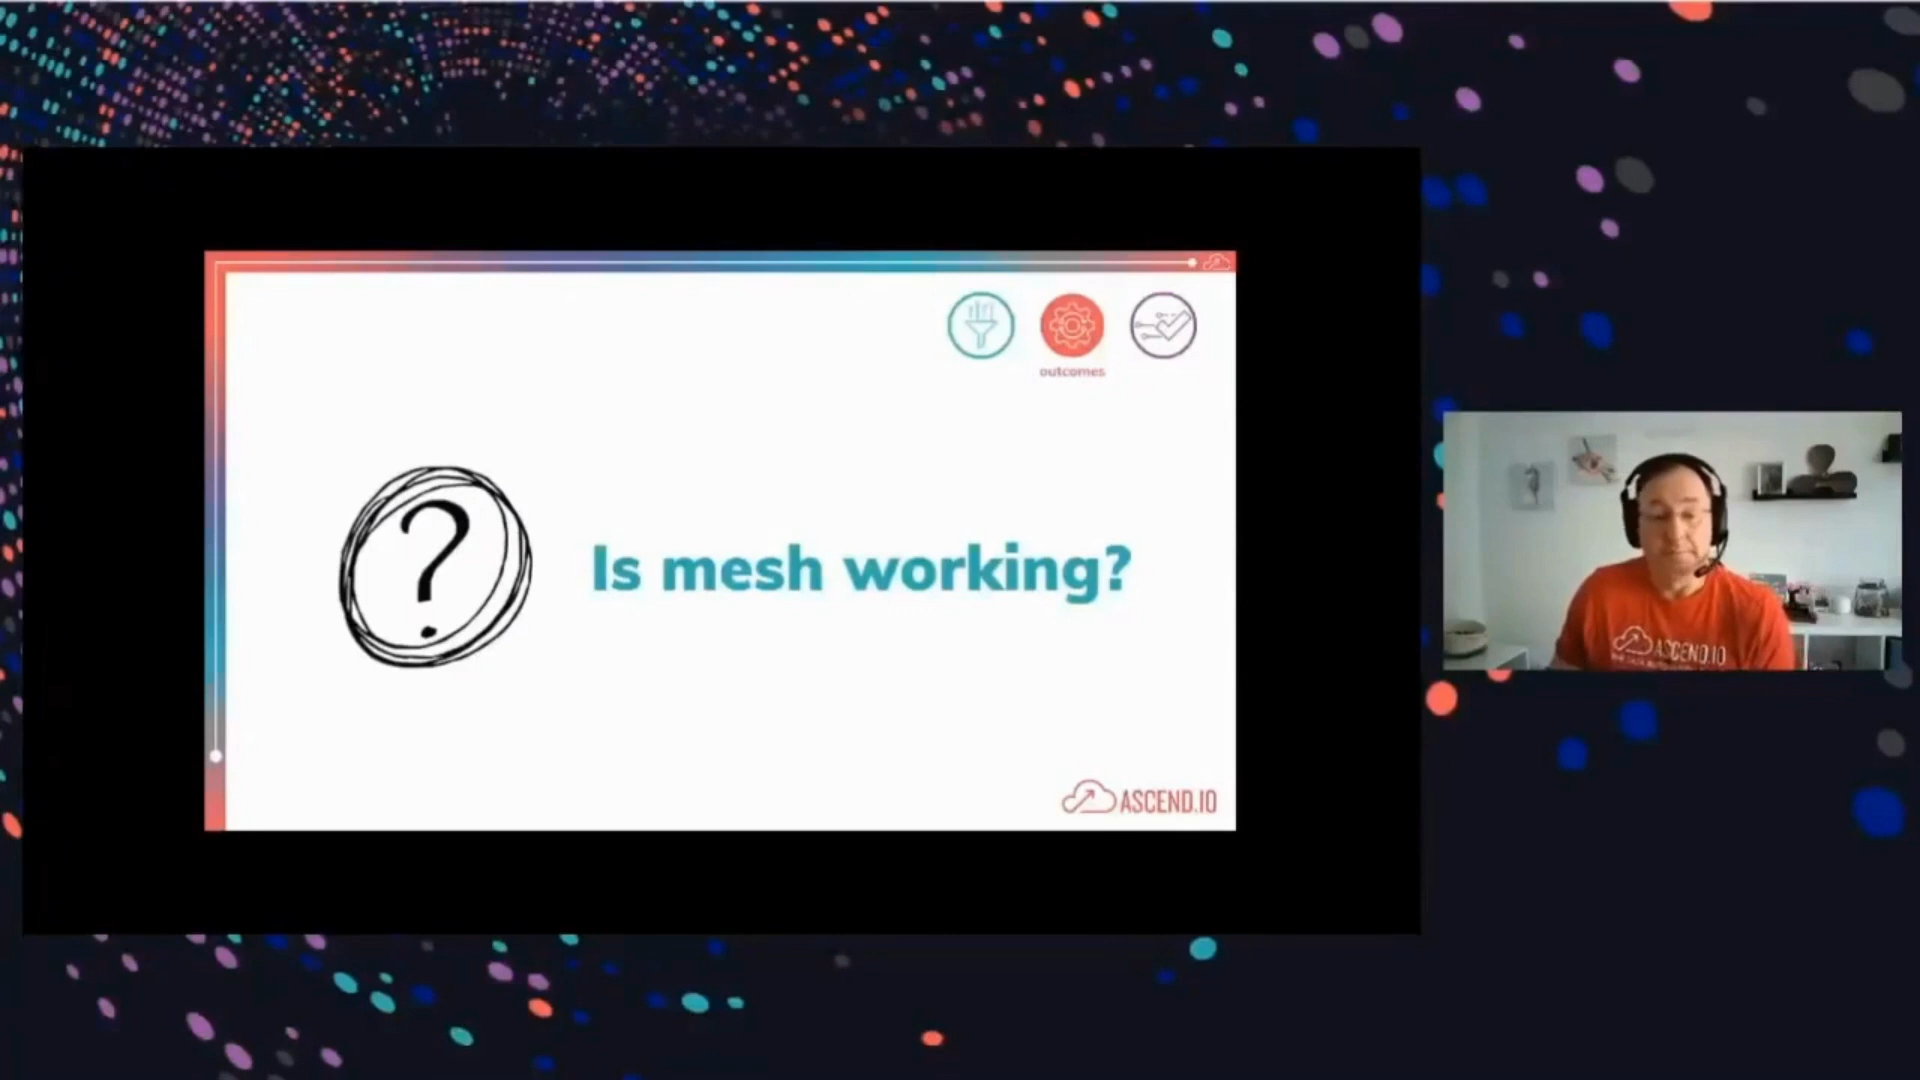 outcomes
?
Is mesh working?
ASCEND.IO
ASCEND.IO